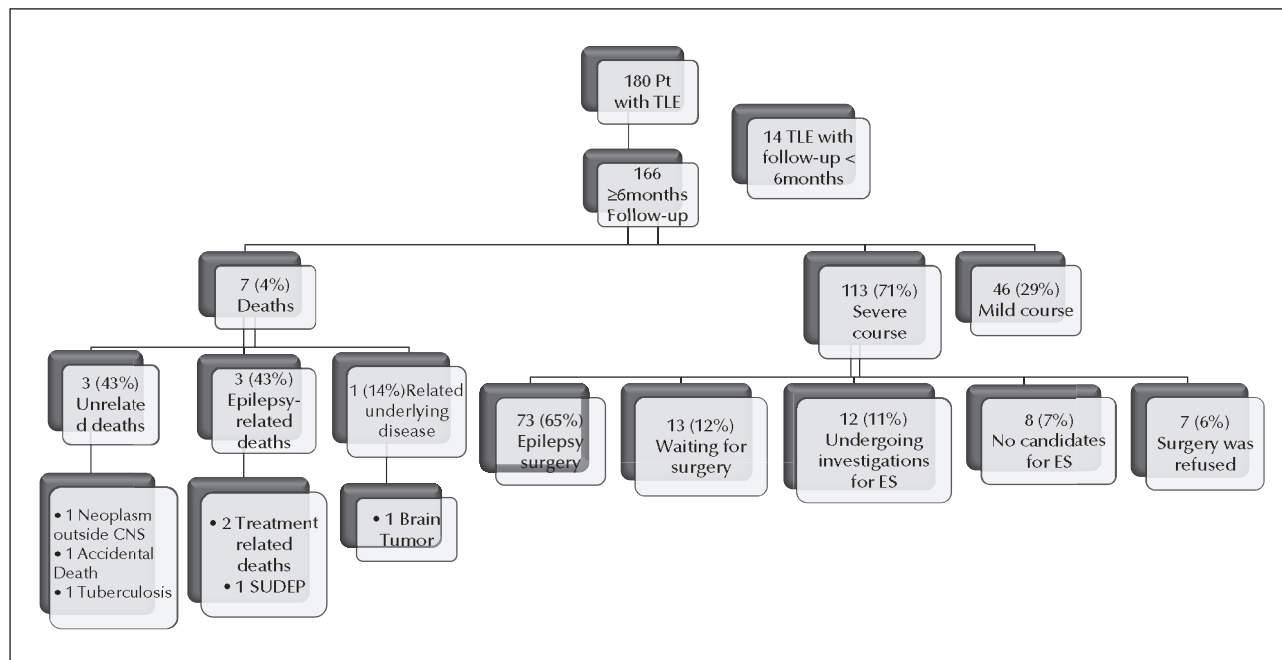 180 Pt
with TLE
14 TLE with
follow-up <
6months
166
≥6months
Follow-up
7 (4%)
Deaths
113 (71%)
Severe
course
46 (29%)
Mild course
3 (43%)
Unrelate
d deaths
3 (43%)
Epilepsy-
related
deaths
1 (14%)Related
underlying
disease
73 (65%)
Epilepsy
surgery
13 (12%)
Waiting for
surgery
12 (11%)
Undergoing
investigations
for ES
8 (7%)
No candidates
for ES
7 (6%)
Surgery was
refused
• 1 Neoplasm
outside CNS
• 1 Accidental
Death
• 1 Tuberculosis
• 2 Treatment
related
deaths
• 1 SUDEP
• 1 Brain
Tumor